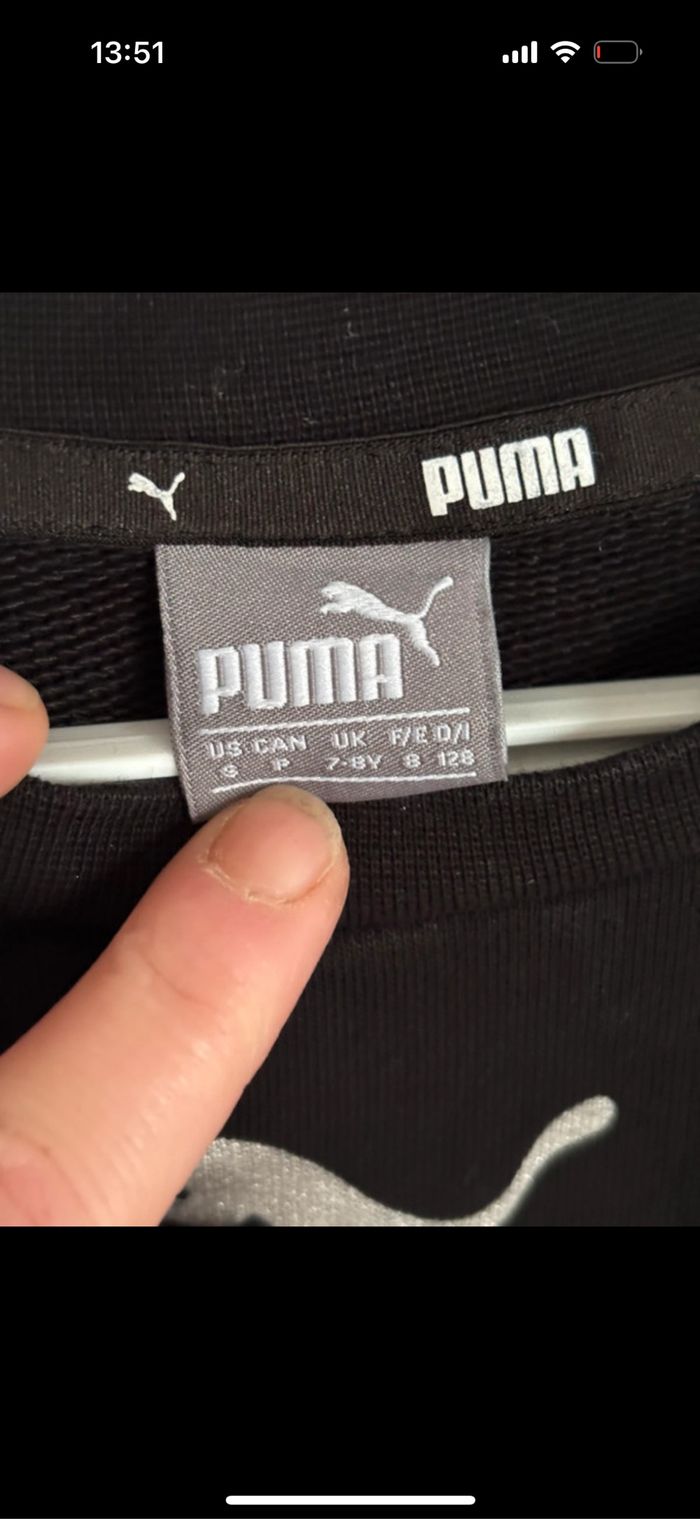 13:51
PUMA
PUMA
US CAN UK F/E D/I
S P 7-8Y 8 128